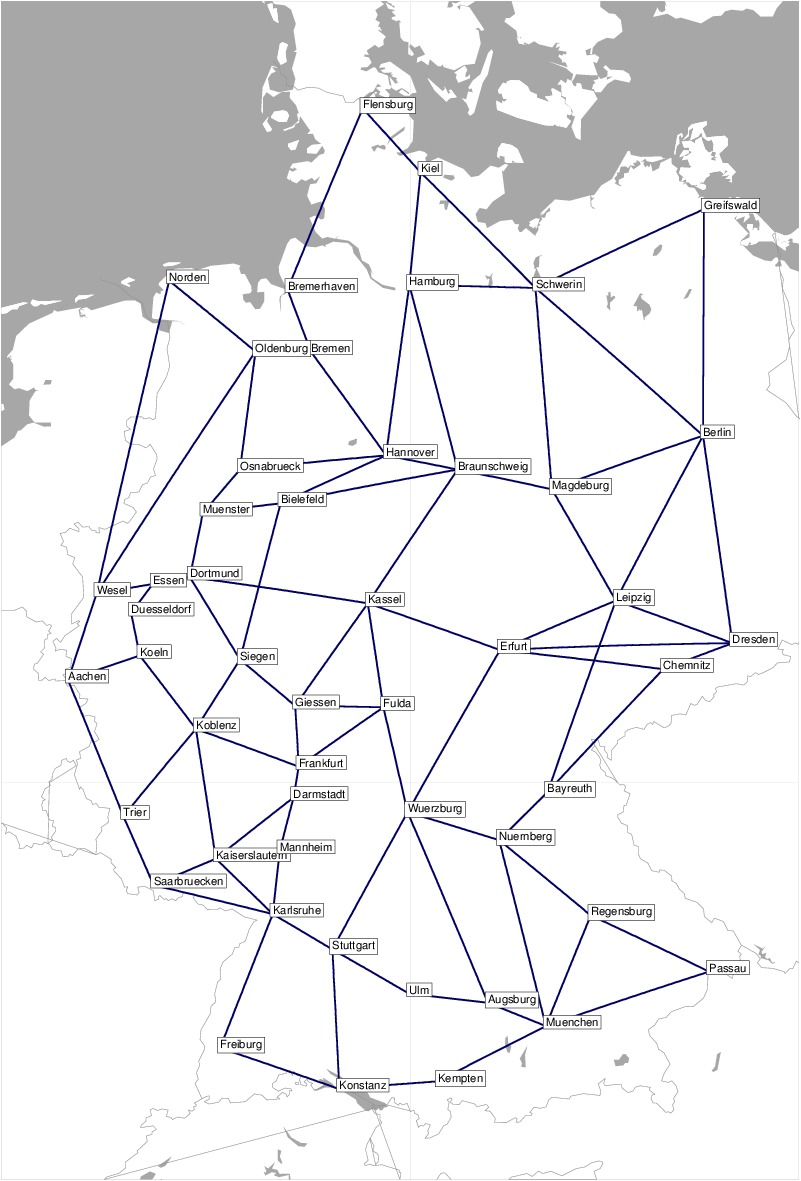 Flensburg
Kiel
Greifswald
Norden
Bremerhaven
Hamburg
Schwerin
Oldenburg
Bremen
Berlin
Hannover
Osnabrueck
Braunschweig
Magdeburg
Muenster
Bielefeld
Essen
Dortmund
Wesel
Duesseldorf
Kassel
Leipzig
Koeln
Siegen
Erfurt
Dresden
Chemnitz
Aachen
Giessen
Fulda
Koblenz
Frankfurt
Darmstadt
Bayreuth
Trier
Wuerzburg
Nuernberg
Kaiserslautern
Mannheim
Saarbruecken
Karlsruhe
Regensburg
Stuttgart
Passau
Ulm
Augsburg
Muenchen
Freiburg
Konstanz
Kempten